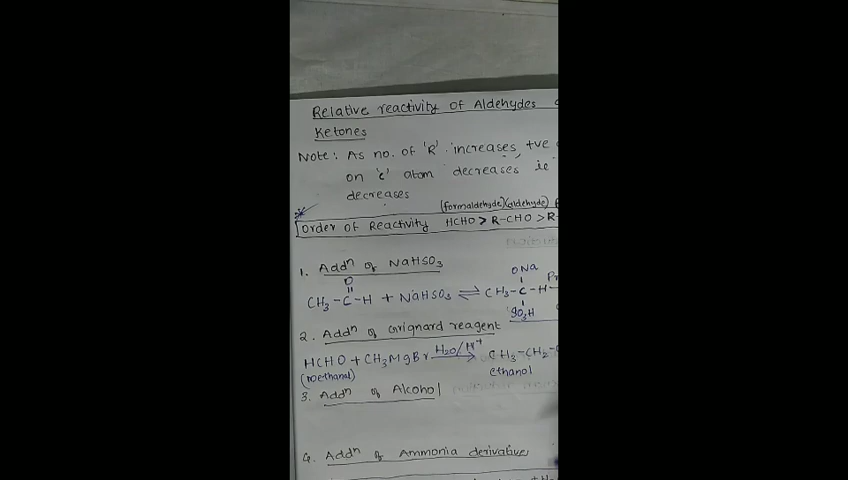 Relative reactivity of Aldehydes
Ketones
Note: As no. of 'R' increases, +ve
on 'c' atom decreases ie
decreases
(formaldehyde) (aldehyde)
Order of Reactivity HCHO > R-CHO > R-
1. Addn of NaHSO3
O
ONa
CH3-C-H + NaHSO3 ⇌ CH3-C-H-
SO3H
2. Addn of Grignard reagent
HCHO + CH3MgBr H2O/H+ → CH3-CH2-
(methanal) ethanol
3. Addn of Alcohol
4. Addn of Ammonia derivative